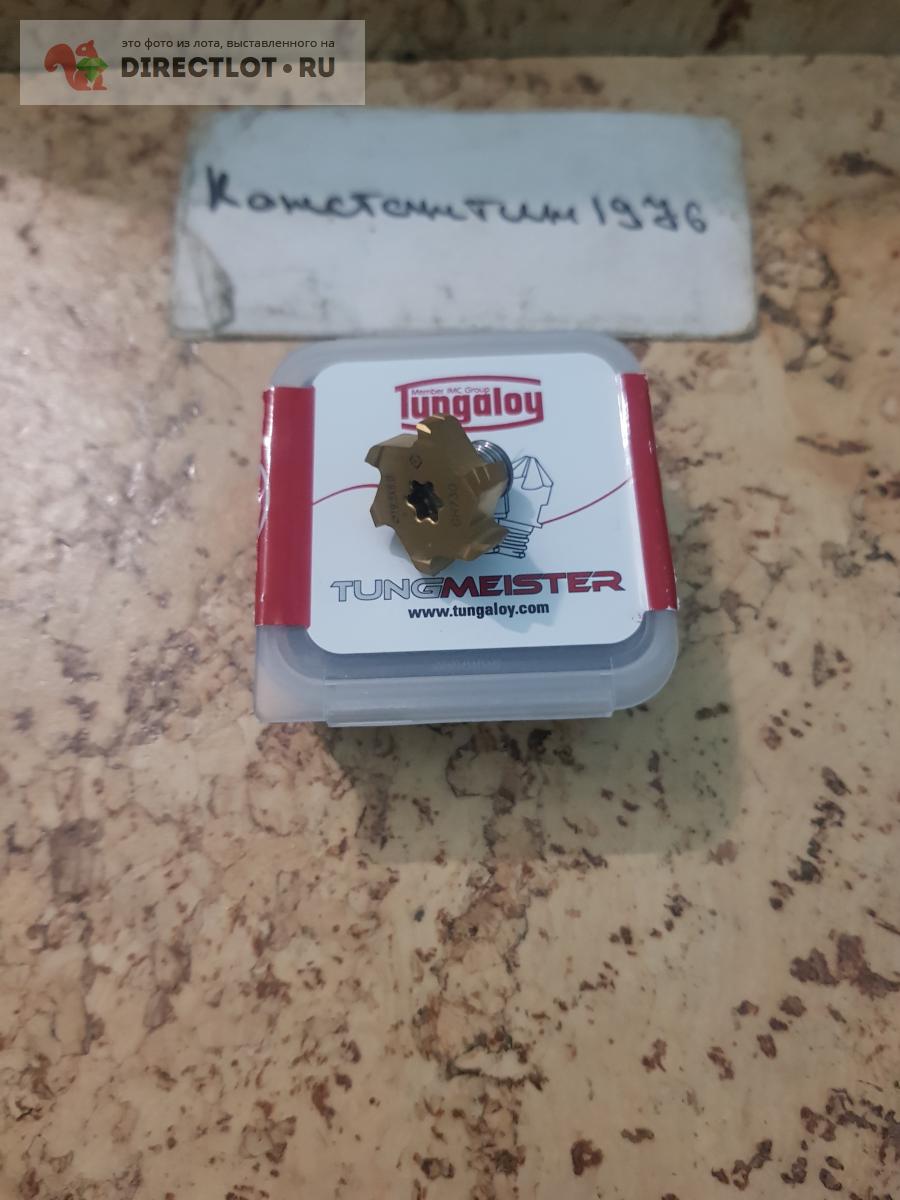 это фото из лота, выставленного на
DIRECTLOT.RU
Константин1976
Member IMC Group
Tungaloy
TUNGMEISTER
www.tungaloy.com